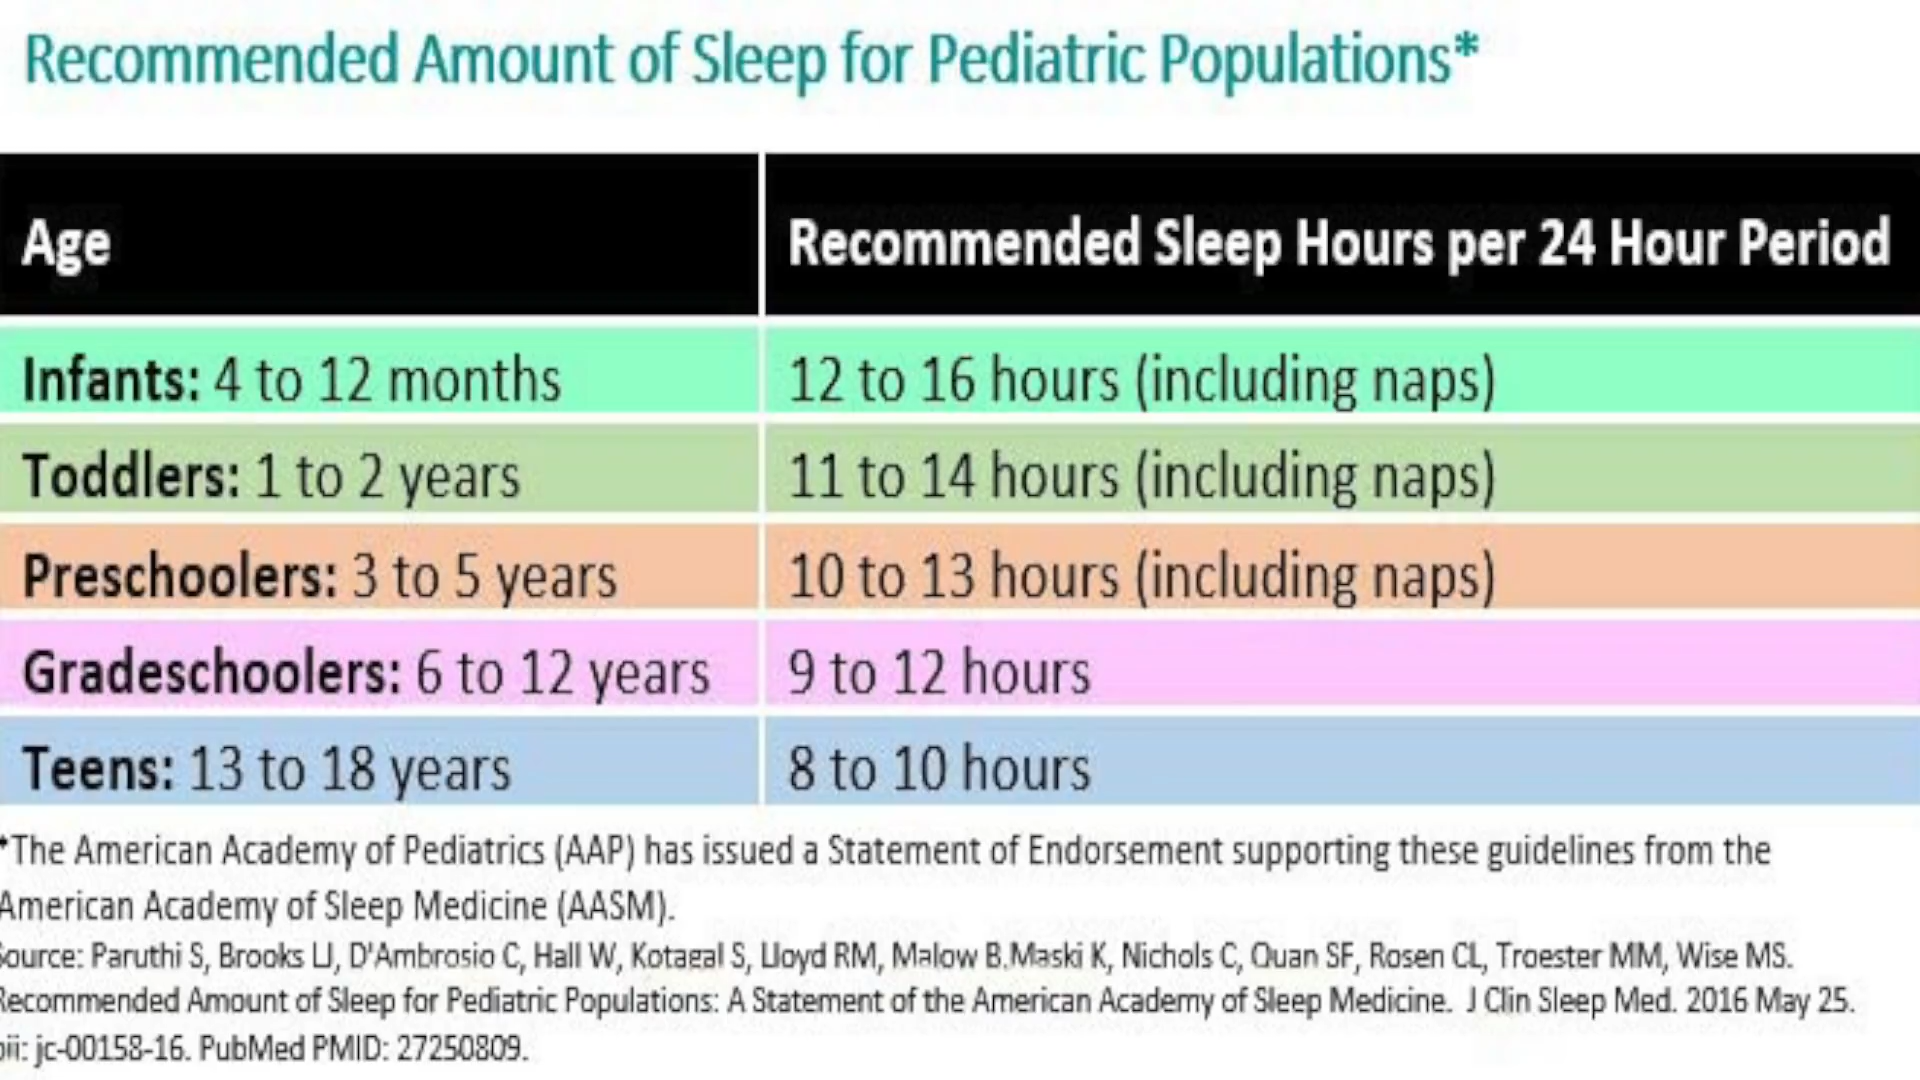 Recommended Amount of Sleep for Pediatric Populations*
Age
Recommended Sleep Hours per 24 Hour Period
Infants: 4 to 12 months
12 to 16 hours (including naps)
Toddlers: 1 to 2 years
11 to 14 hours (including naps)
Preschoolers: 3 to 5 years
10 to 13 hours (including naps)
Gradeschoolers: 6 to 12 years
9 to 12 hours
Teens: 13 to 18 years
8 to 10 hours
*The American Academy of Pediatrics (AAP) has issued a Statement of Endorsement supporting these guidelines from the
American Academy of Sleep Medicine (AASM).
Source: Paruthi S, Brooks LJ, D'Ambrosio C, Hall W, Kotagal S, Lloyd RM, Malow B.Maski K, Nichols C, Quan SF, Rosen CL, Troester MM, Wise MS.
Recommended Amount of Sleep for Pediatric Populations: A Statement of the American Academy of Sleep Medicine. J Clin Sleep Med. 2016 May 25.
pii: jc-00158-16. PubMed PMID: 27250809.